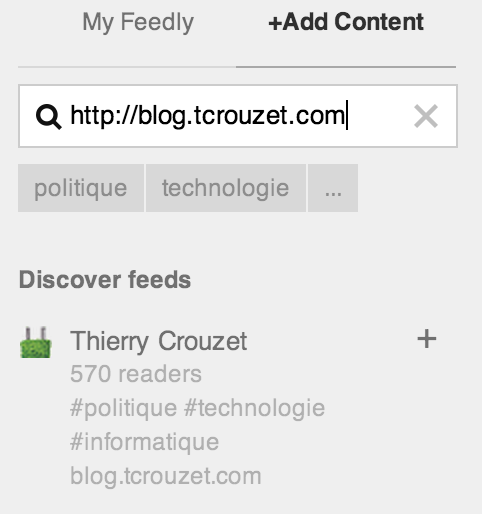 My Feedly +Add Content
http://blog.tcrouzet.com
politique technologie ...
Discover feeds
Thierry Crouzet +
570 readers
#politique #technologie
#informatique
blog.tcrouzet.com